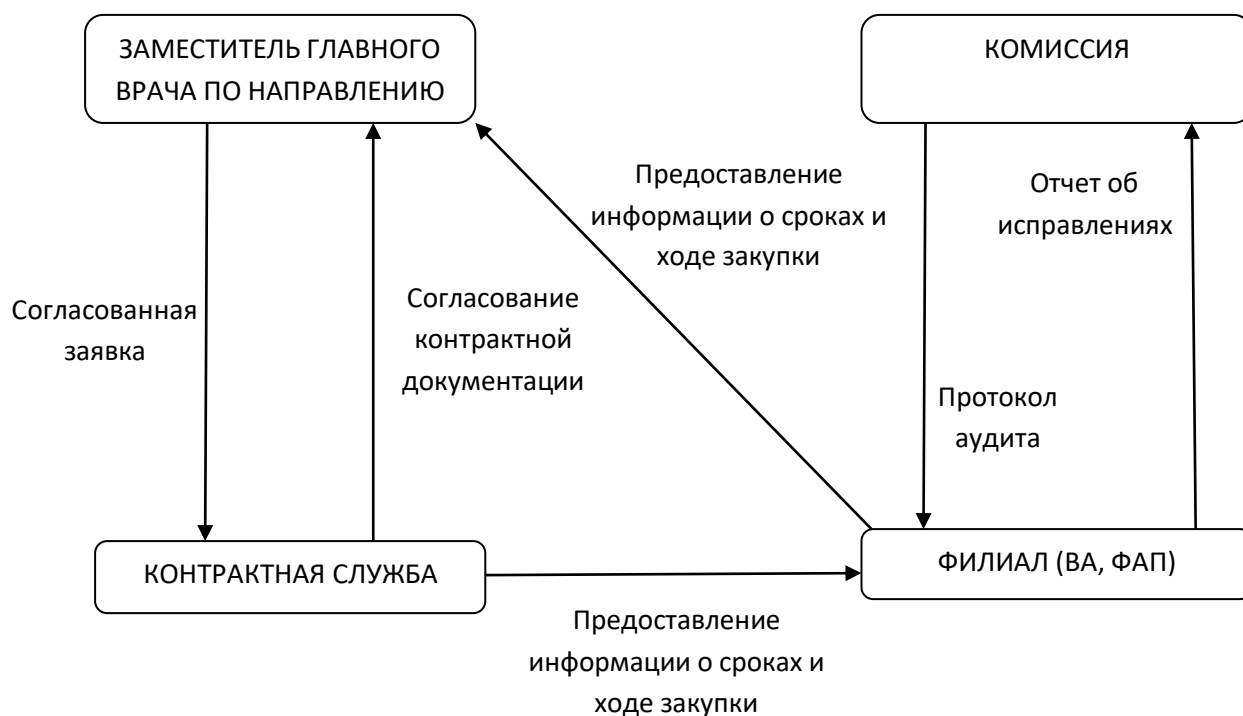 ЗАМЕСТИТЕЛЬ ГЛАВНОГО
ВРАЧА ПО НАПРАВЛЕНИЮ
КОМИССИЯ
Предоставление
информации о сроках и
ходе закупки
Отчет об
исправлениях
Согласованная
заявка
Согласование
контрактной
документации
Протокол
аудита
КОНТРАКТНАЯ СЛУЖБА
ФИЛИАЛ (ВА, ФАП)
Предоставление
информации о сроках и
ходе закупки